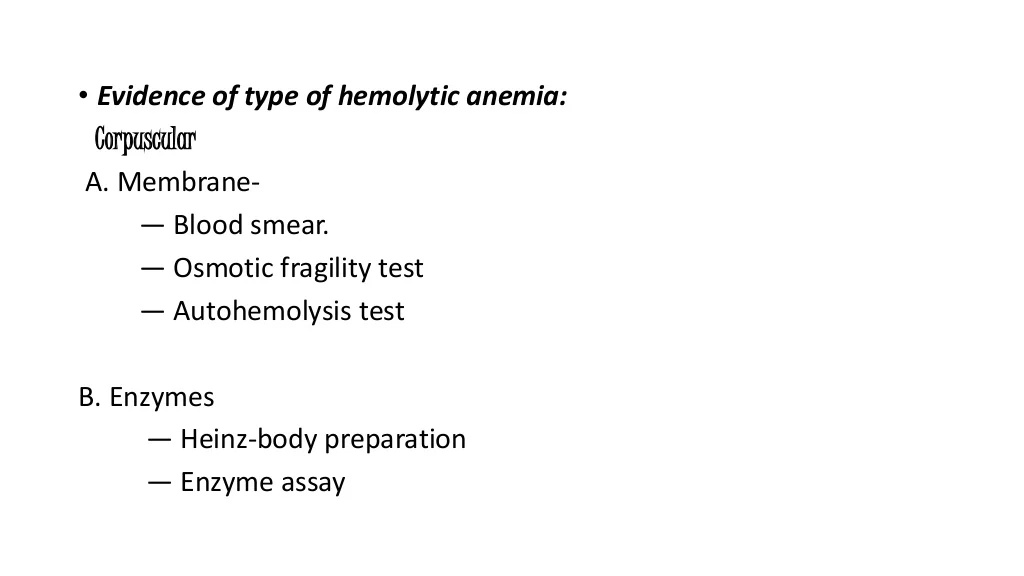 • Evidence of type of hemolytic anemia:
Corpuscular
A. Membrane-
— Blood smear.
— Osmotic fragility test
— Autohemolysis test
B. Enzymes
— Heinz-body preparation
— Enzyme assay